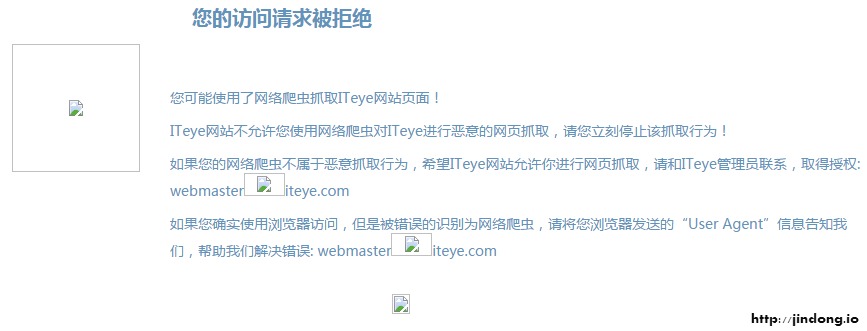 您的访问请求被拒绝
您可能使用了网络爬虫抓取ITeye网站页面！
ITeye网站不允许您使用网络爬虫对ITeye进行恶意的网页抓取，请您立刻停止该抓取行为！
如果您的网络爬虫不属于恶意抓取行为，希望ITeye网站允许你进行网页抓取，请和ITeye管理员联系，取得授权:
webmaster iteye.com
如果您确实使用浏览器访问，但是被错误的识别为网络爬虫，请将您浏览器发送的“User Agent”信息告知我
们，帮助我们解决错误: webmaster iteye.com
http://jindong.io